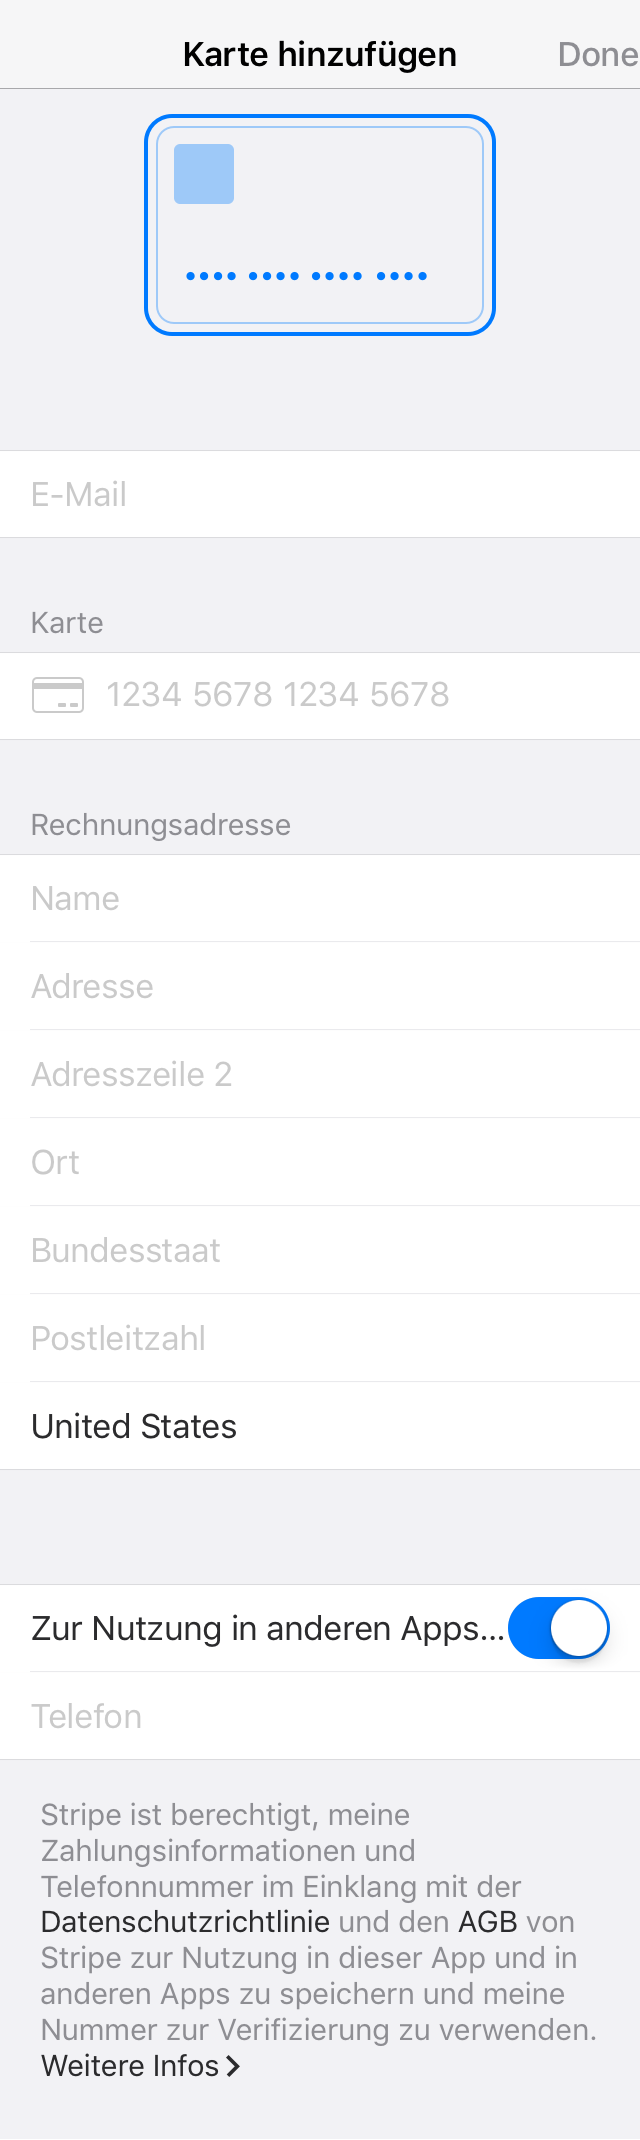 Karte hinzufügen
Done
E-Mail
Karte
1234 5678 1234 5678
Rechnungsadresse
Name
Adresse
Adresszeile 2
Ort
Bundesstaat
Postleitzahl
United States
Zur Nutzung in anderen Apps...
Telefon
Stripe ist berechtigt, meine
Zahlungsinformationen und
Telefonnummer im Einklang mit der
Datenschutzrichtlinie und den AGB von
Stripe zur Nutzung in dieser App und in
anderen Apps zu speichern und meine
Nummer zur Verifizierung zu verwenden.
Weitere Infos